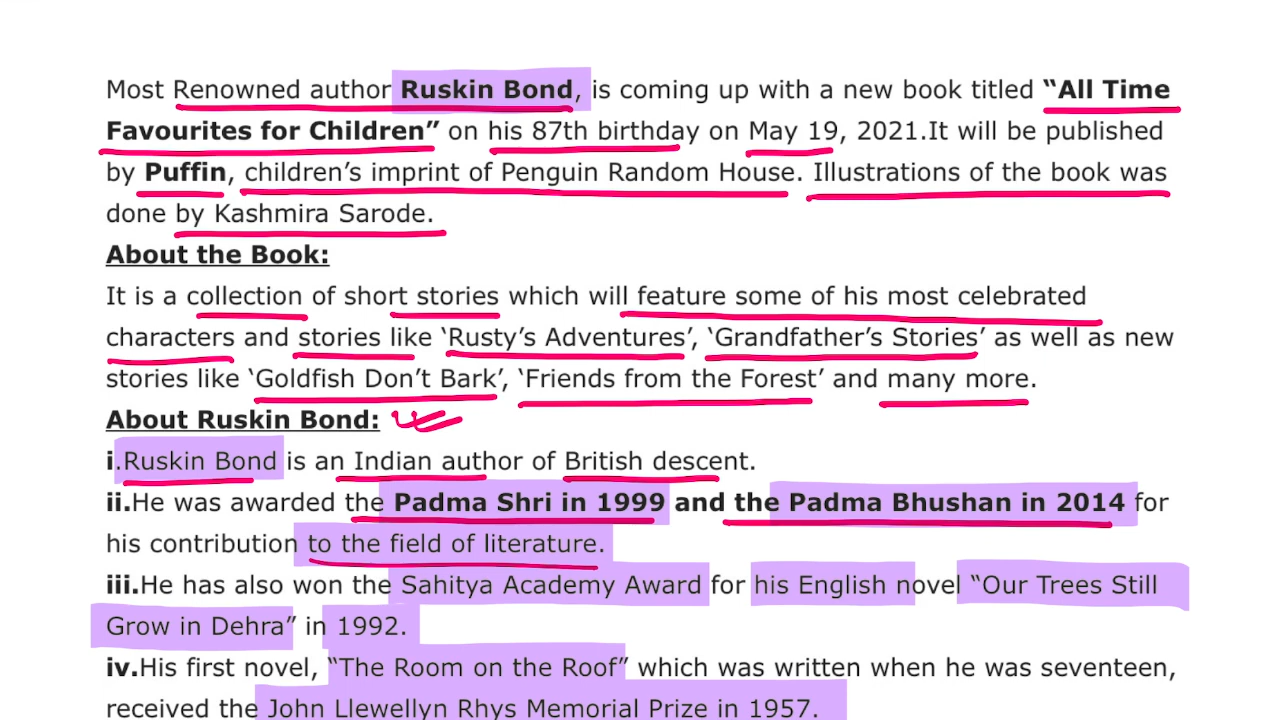 Most Renowned author Ruskin Bond, is coming up with a new book titled “All Time
Favourites for Children” on his 87th birthday on May 19, 2021.It will be published
by Puffin, children’s imprint of Penguin Random House. Illustrations of the book was
done by Kashmira Sarode.
About the Book:
It is a collection of short stories which will feature some of his most celebrated
characters and stories like ‘Rusty’s Adventures’, ‘Grandfather’s Stories’ as well as new
stories like ‘Goldfish Don’t Bark’, ‘Friends from the Forest’ and many more.
About Ruskin Bond:
i.Ruskin Bond is an Indian author of British descent.
ii.He was awarded the Padma Shri in 1999 and the Padma Bhushan in 2014 for
his contribution to the field of literature.
iii.He has also won the Sahitya Academy Award for his English novel “Our Trees Still
Grow in Dehra” in 1992.
iv.His first novel, “The Room on the Roof” which was written when he was seventeen,
received the John Llewellyn Rhys Memorial Prize in 1957.